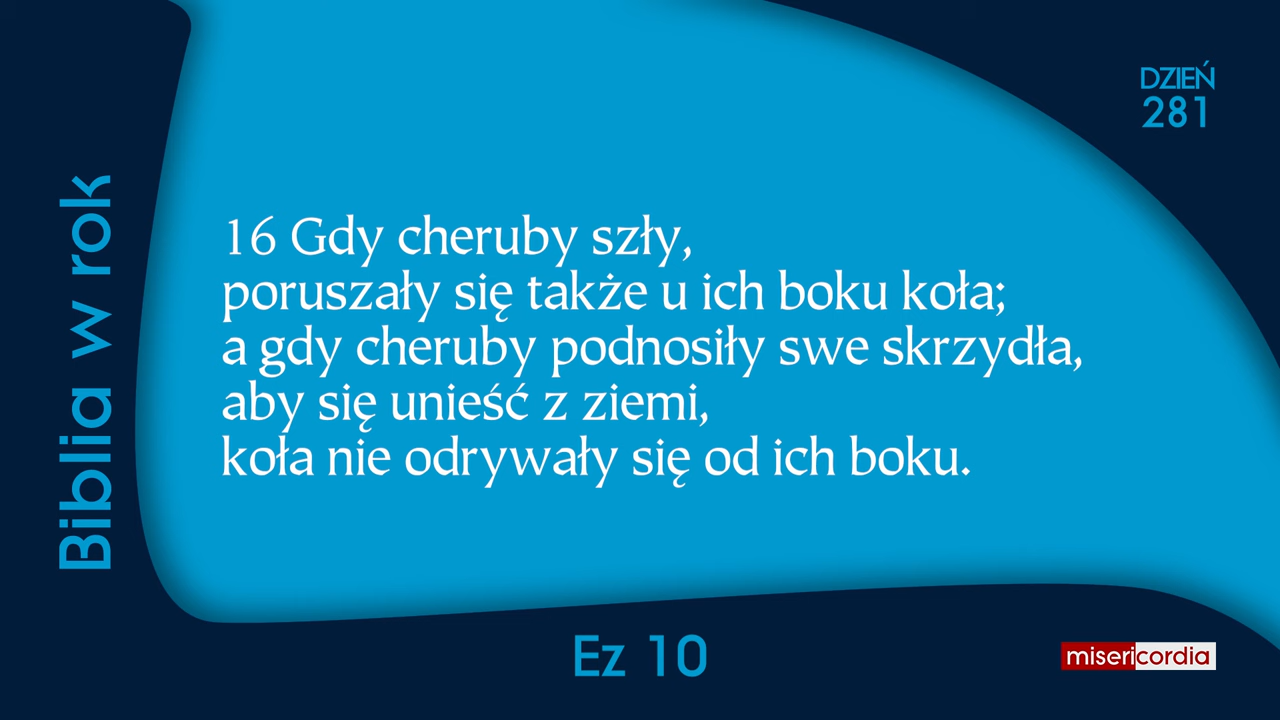 DZIEŃ
281
Biblia w rok
16 Gdy cheruby szły,
poruszały się także u ich boku koła;
a gdy cheruby podnosiły swe skrzydła,
aby się unieść z ziemi,
koła nie odrywały się od ich boku.
Ez 10
misericordia